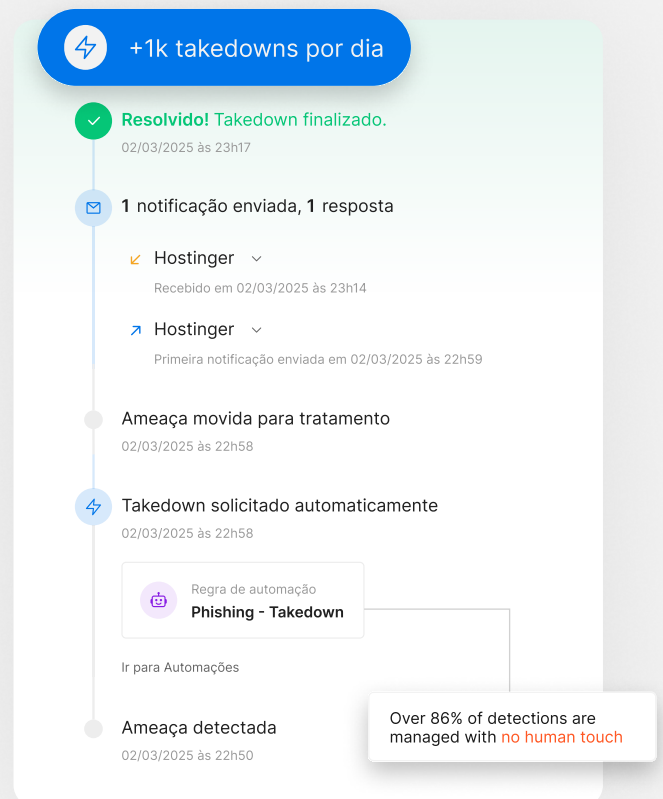 +1k takedowns por dia
Resolvido! Takedown finalizado.
02/03/2025 às 23h17
1 notificação enviada, 1 resposta
Hostinger
Recebido em 02/03/2025 às 23h14
Hostinger
Primeira notificação enviada em 02/03/2025 às 22h59
Ameaça movida para tratamento
02/03/2025 às 22h58
Takedown solicitado automaticamente
02/03/2025 às 22h58
Regra de automação
Phishing - Takedown
Ir para Automações
Ameaça detectada
02/03/2025 às 22h50
Over 86% of detections are
managed with no human touch